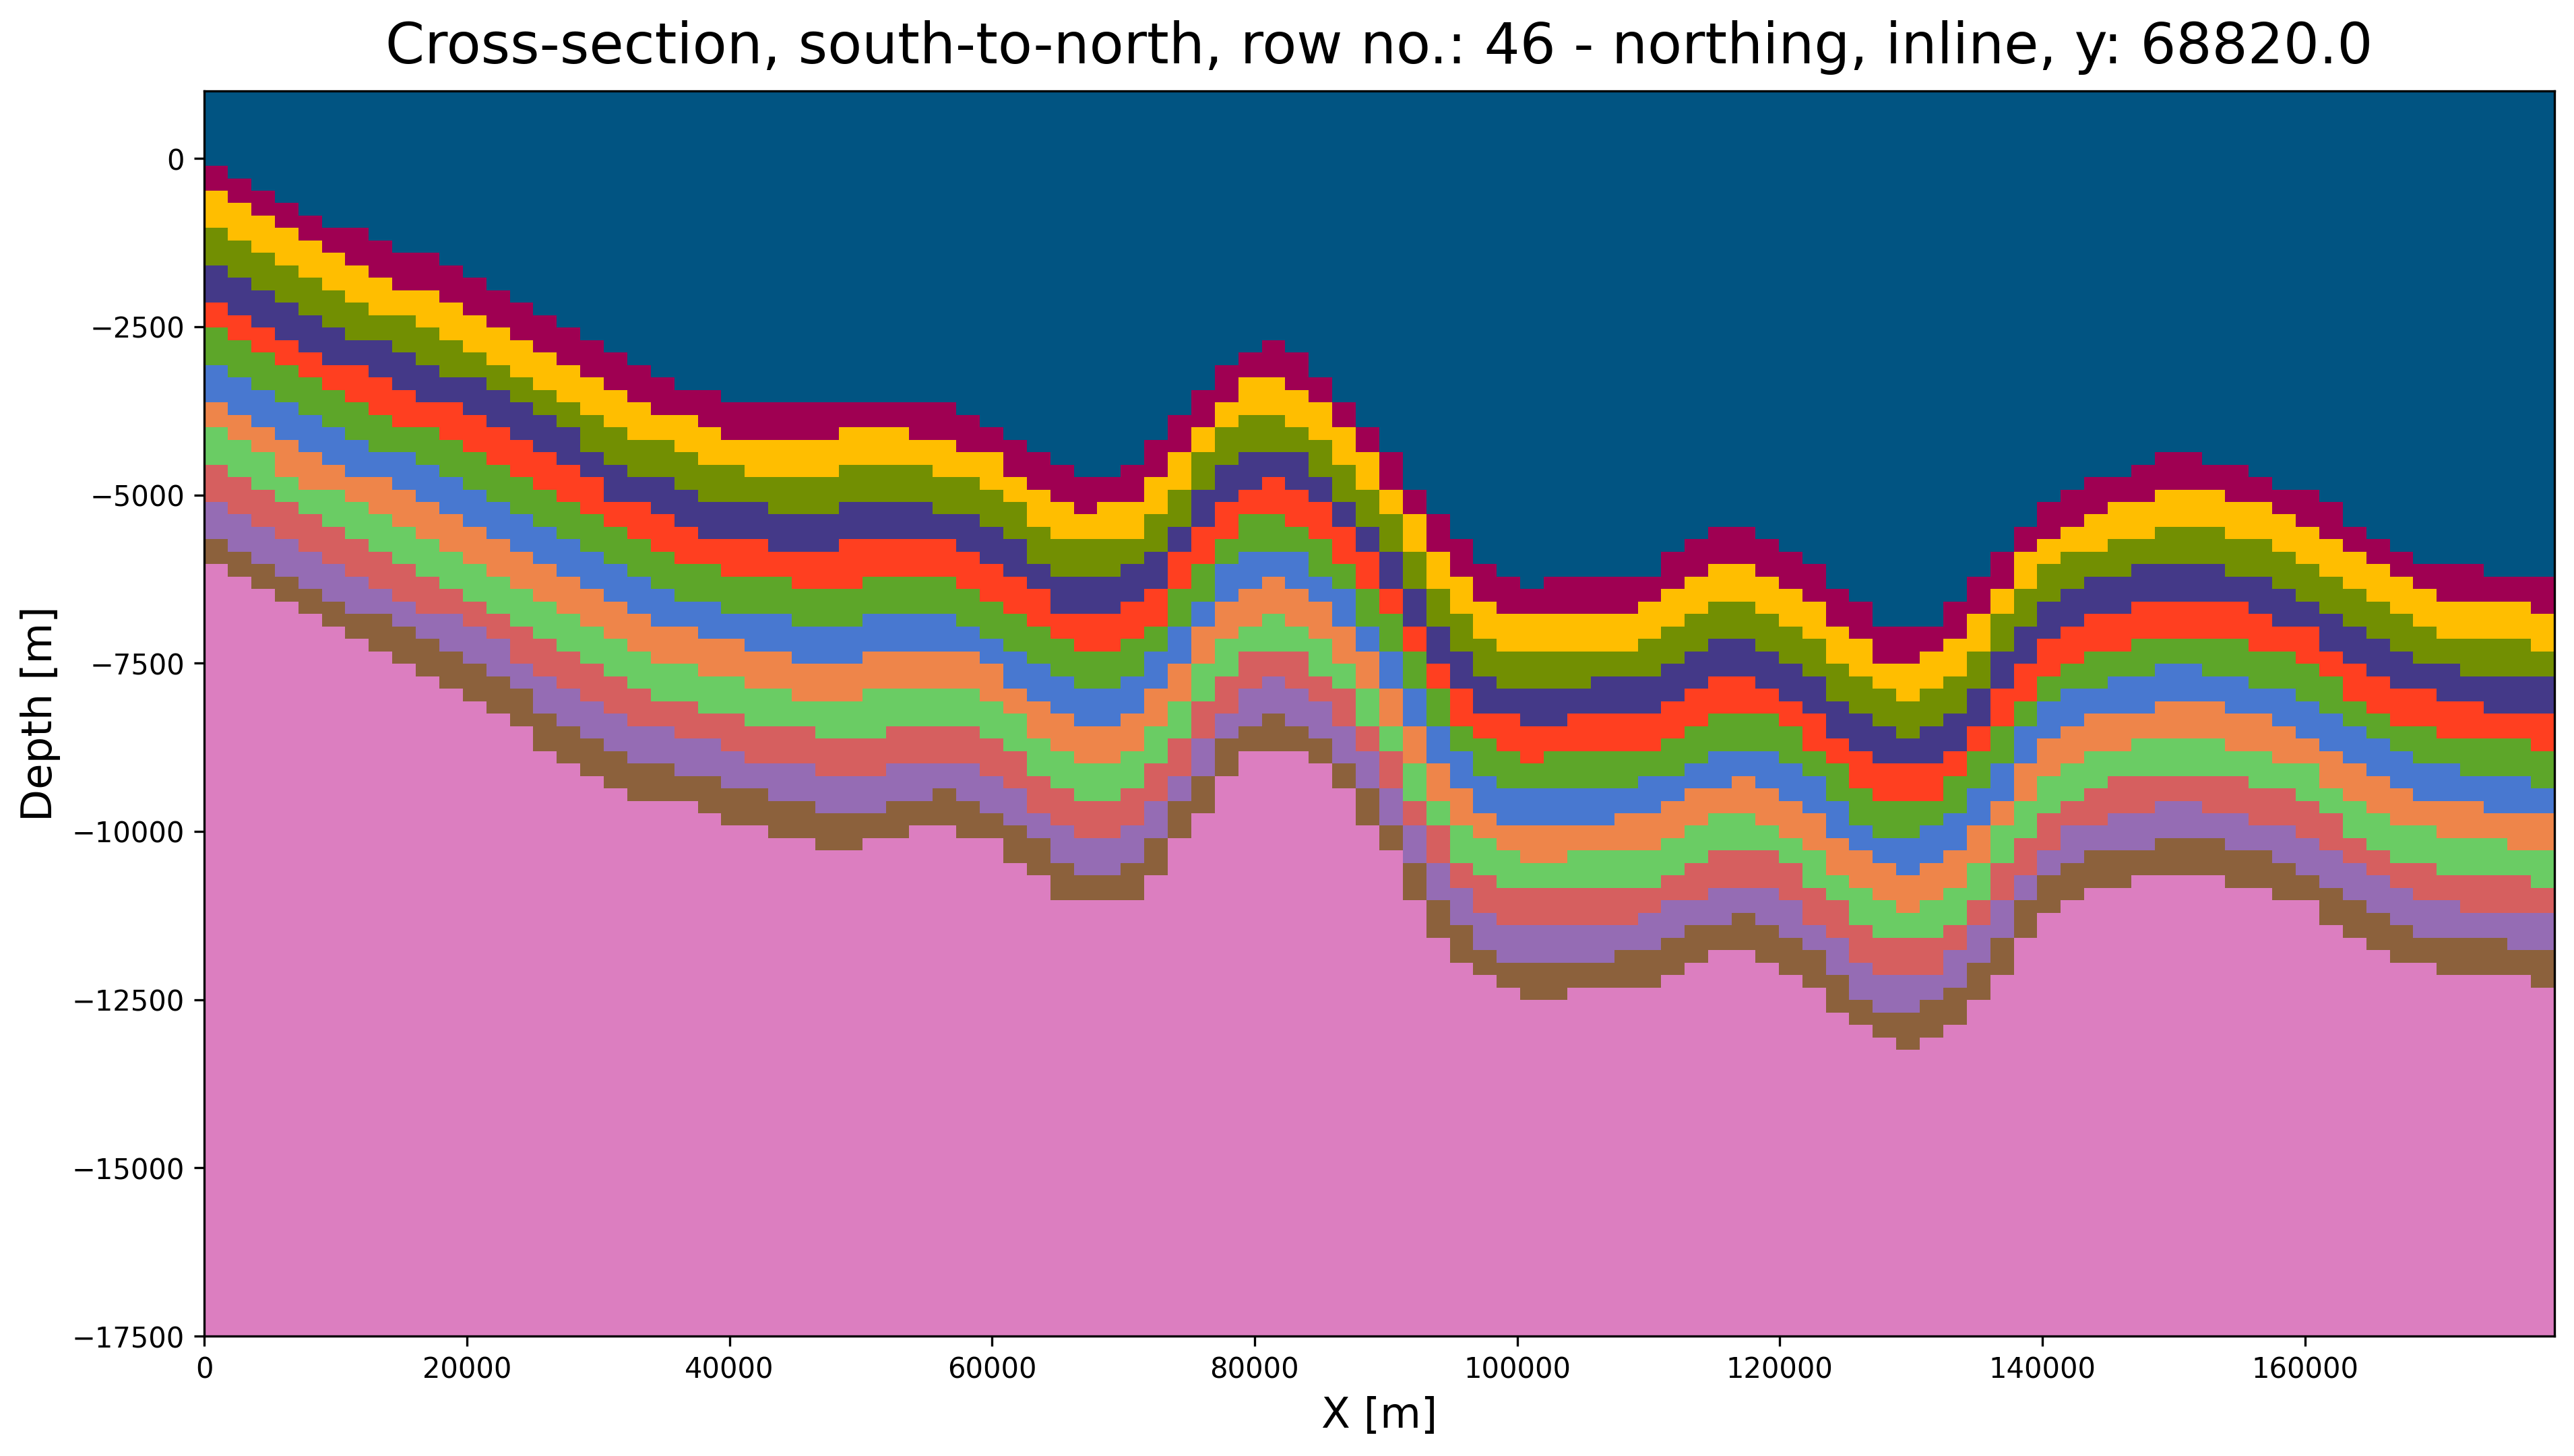 Cross-section, south-to-north, row no.: 46 - northing, inline, y: 68820.0
0
−2500
−5000
−7500
−10000
−12500
−15000
−17500
Depth [m]
0 20000 40000 60000 80000 100000 120000 140000 160000
X [m]